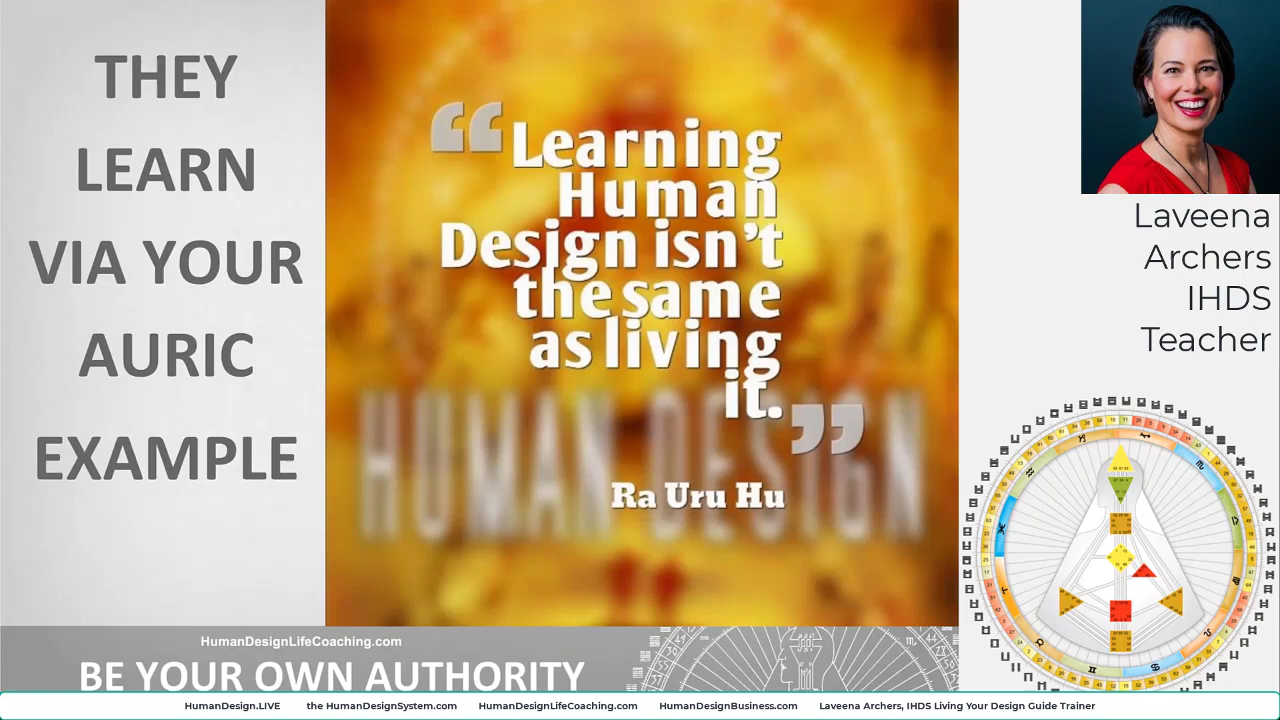 THEY
LEARN
VIA YOUR
AURIC
EXAMPLE
“Learning
Human
Design isn’t
the same
as living
it.”
HUMAN DESIGN
Ra Uru Hu
Laveena
Archers
IHDS
Teacher
HumanDesignLifeCoaching.com
BE YOUR OWN AUTHORITY
HumanDesign.LIVE the HumanDesignSystem.com HumanDesignLifeCoaching.com HumanDesignBusiness.com Laveena Archers, IHDS Living Your Design Guide Trainer